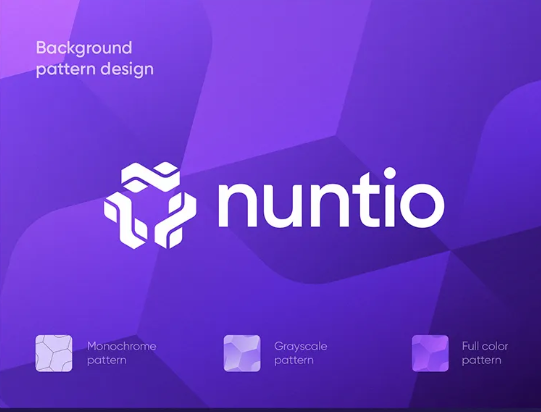 Background
pattern design
nuntio
Monochrome
pattern
Grayscale
pattern
Full color
pattern